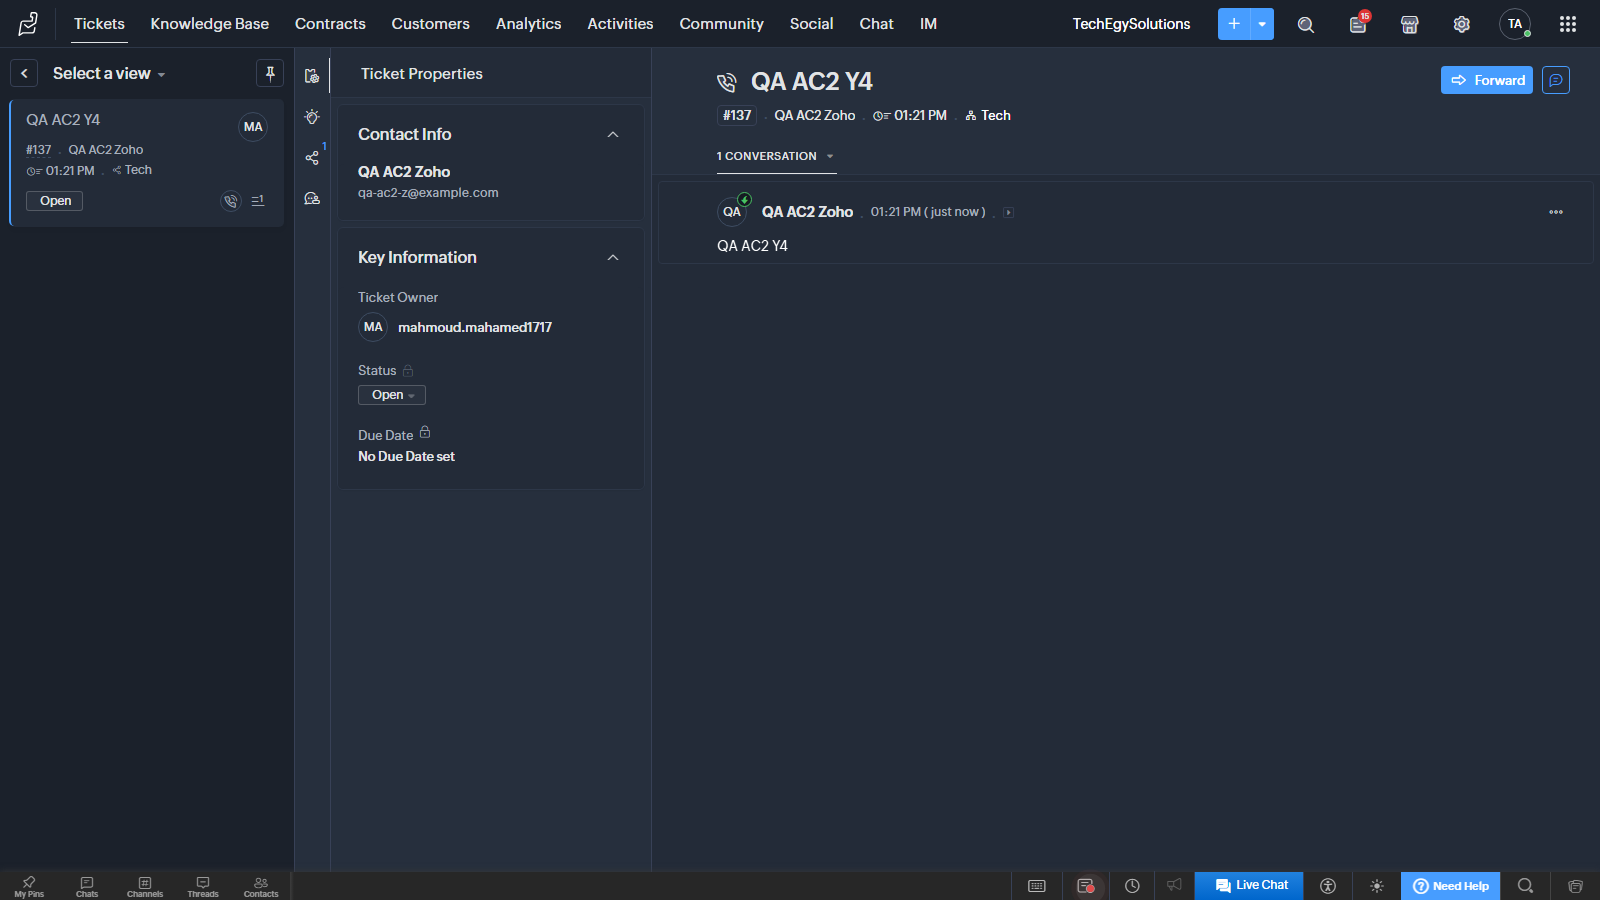 Tickets Knowledge Base Contracts Customers Analytics Activities Community Social Chat IM TechEgySolutions 15 TA
Select a view
QA AC2 Y4
MA
#137 . QA AC2 Zoho
01:21 PM . Tech
Open
1
1
Ticket Properties
Contact Info
QA AC2 Zoho
qa-ac2-z@example.com
Key Information
Ticket Owner
MA mahmoud.mahamed1717
Status
Open
Due Date
No Due Date set
QA AC2 Y4
Forward
#137 . QA AC2 Zoho . 01:21 PM . Tech
1 CONVERSATION
QA QA AC2 Zoho . 01:21 PM ( just now ) .
QA AC2 Y4
My Pins Chats Channels Threads Contacts Live Chat Need Help